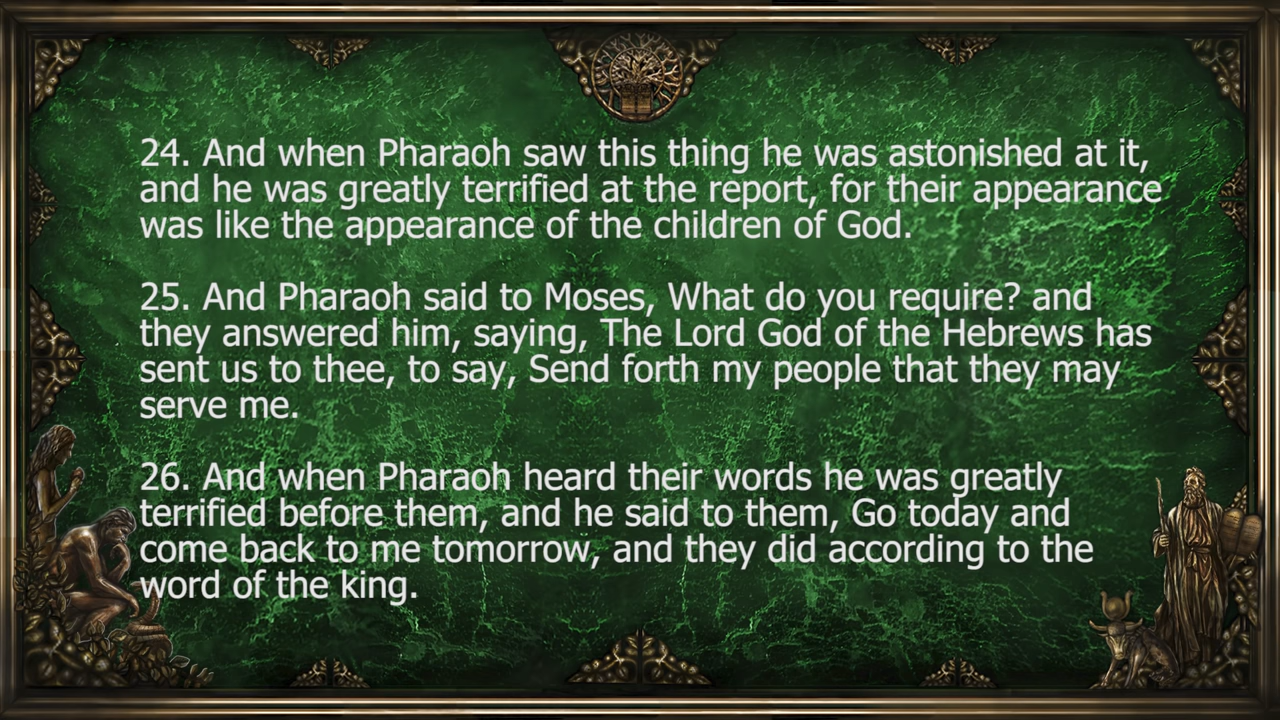 24. And when Pharaoh saw this thing he was astonished at it,
and he was greatly terrified at the report, for their appearance
was like the appearance of the children of God.
25. And Pharaoh said to Moses, What do you require? and
they answered him, saying, The Lord God of the Hebrews has
sent us to thee, to say, Send forth my people that they may
serve me.
26. And when Pharaoh heard their words he was greatly
terrified before them, and he said to them, Go today and
come back to me tomorrow, and they did according to the
word of the king.